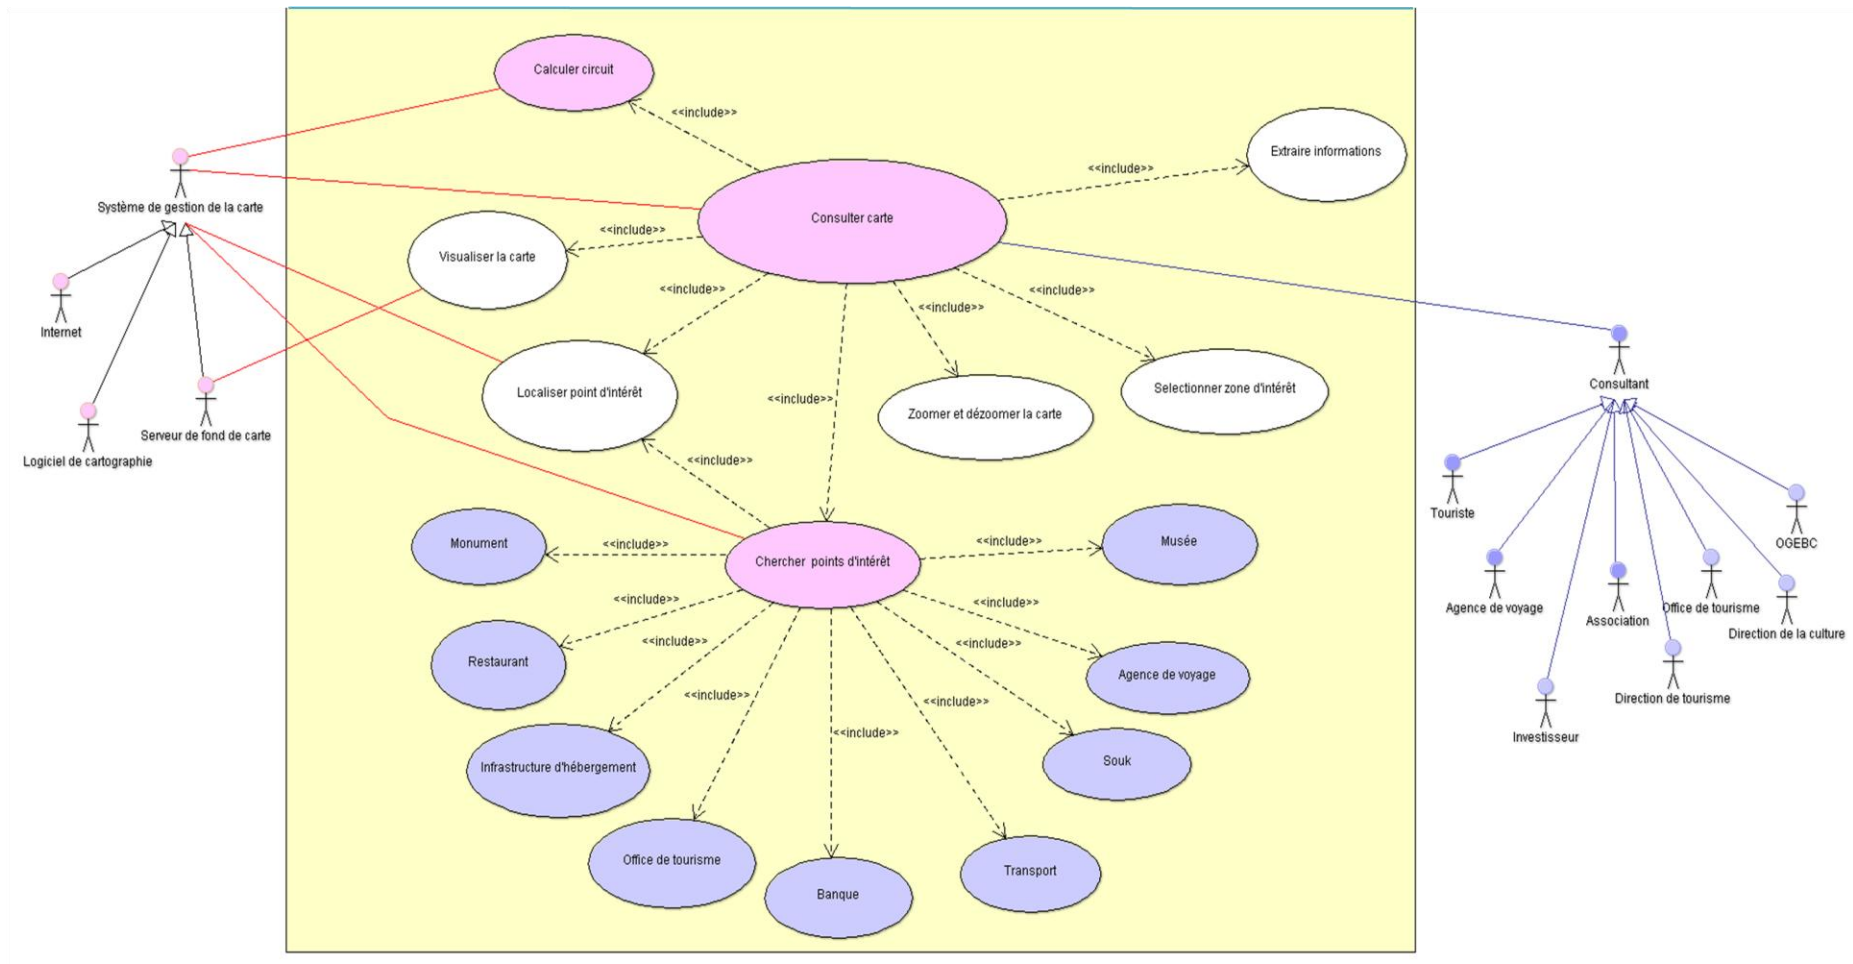 Calculer circuit
<<include>>
Extraire informations
<<include>>
Système de gestion de la carte
Consulter carte
<<include>>
Visualiser la carte
<<include>>
<<include>>
<<include>>
Internet
Consultant
Localiser point d'intérêt
Selectionner zone d'intérêt
<<include>>
Zoomer et dézoomer la carte
Serveur de fond de carte
Logiciel de cartographie
<<include>>
Touriste
OGEBC
Monument
<<include>>
<<include>>
Musée
Chercher points d'intérêt
<<include>>
<<include>>
Agence de voyage
Office de tourisme
Association
Direction de la culture
<<include>>
<<include>>
Restaurant
Agence de voyage
<<include>>
<<include>>
Direction de tourisme
<<include>>
Investisseur
Infrastructure d'hébergement
Souk
Office de tourisme
Transport
Banque